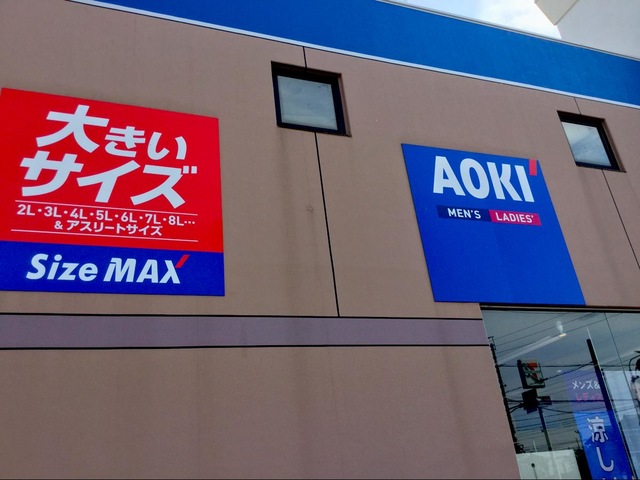 大きい
サイズ
2L・3L・4L・5L・6L・7L・8L…
&アスリートサイズ
Size MAX
AOKI
MEN'S LADIES'
メンズ&
涼し